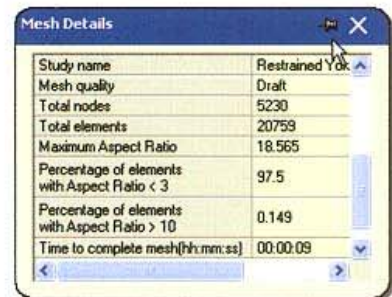 Mesh Details
Study name Restrained Yok
Mesh quality Draft
Total nodes 5230
Total elements 20759
Maximum Aspect Ratio 18.565
Percentage of elements
with Aspect Ratio < 3 97.5
Percentage of elements
with Aspect Ratio > 10 0.149
Time to complete mesh(hh:mm:ss) 00:00:09